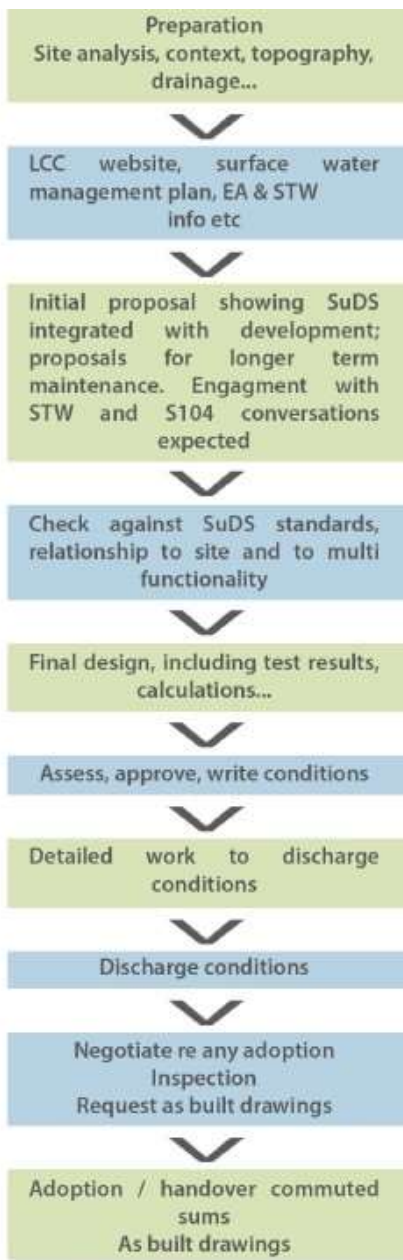 Preparation
Site analysis, context, topography,
drainage...
LCC website, surface water
management plan, EA & STW
info etc
Initial proposal showing SuDS
integrated with development;
proposals for longer term
maintenance. Engagment with
STW and S104 conversations
expected
Check against SuDS standards,
relationship to site and to multi
functionality
Final design, including test results,
calculations...
Assess, approve, write conditions
Detailed work to discharge
conditions
Discharge conditions
Negotiate re any adoption
Inspection
Request as built drawings
Adoption / handover commuted
sums
As built drawings